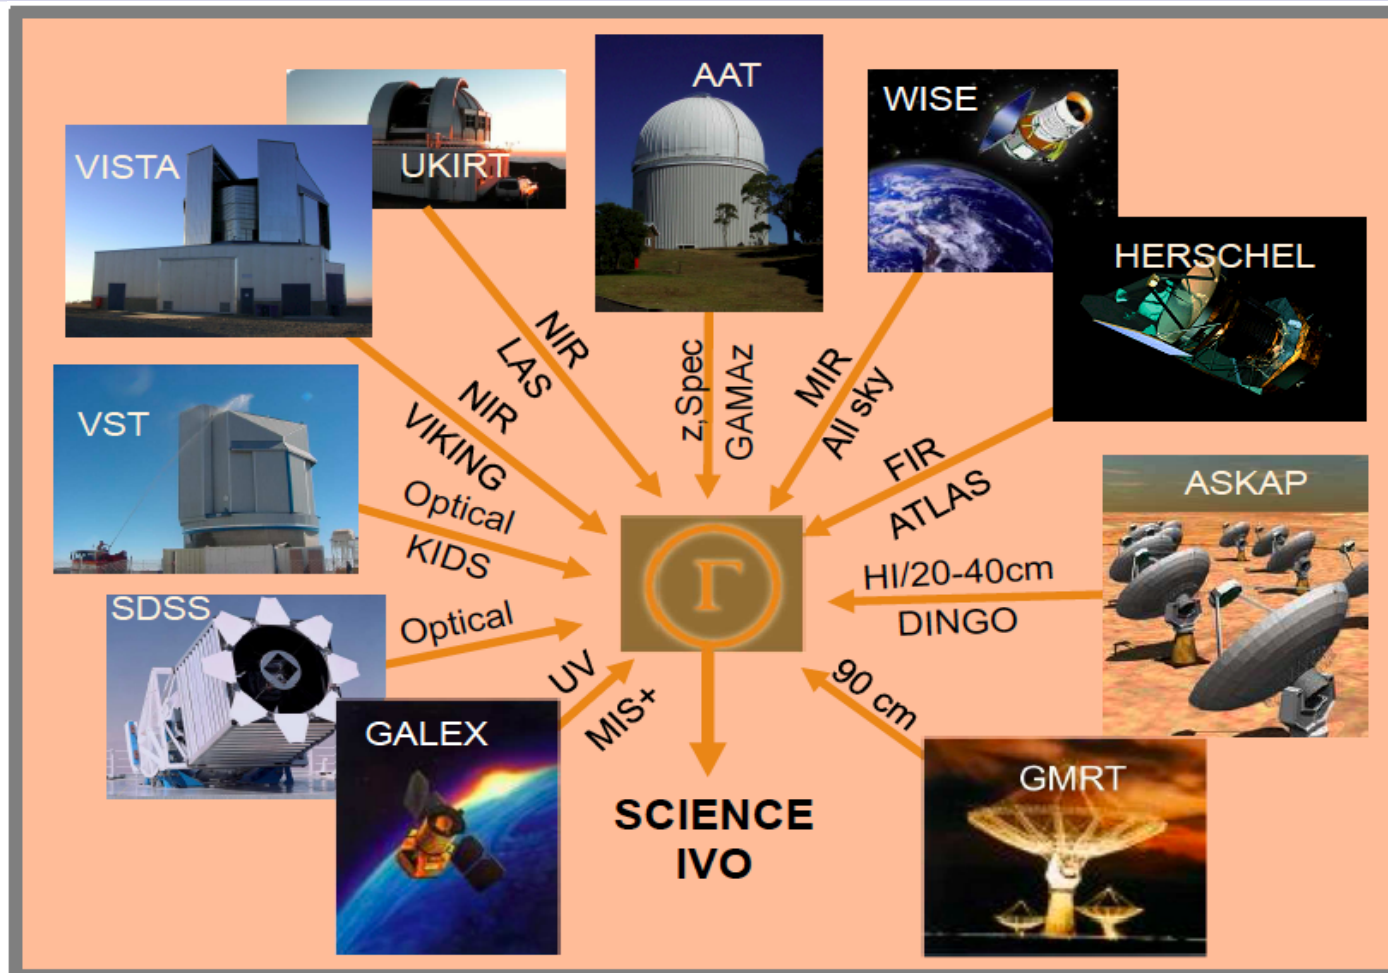 AAT
WISE
UKIRT
VISTA
HERSCHEL
NIR
LAS
z,Spec
GAMAz
MIR
All sky
NIR
VIKING
VST
FIR
ATLAS
Optical
KIDS
ASKAP
Γ
HI/20-40cm
DINGO
SDSS
Optical
UV
MIS+
90 cm
GALEX
GMRT
SCIENCE
IVO